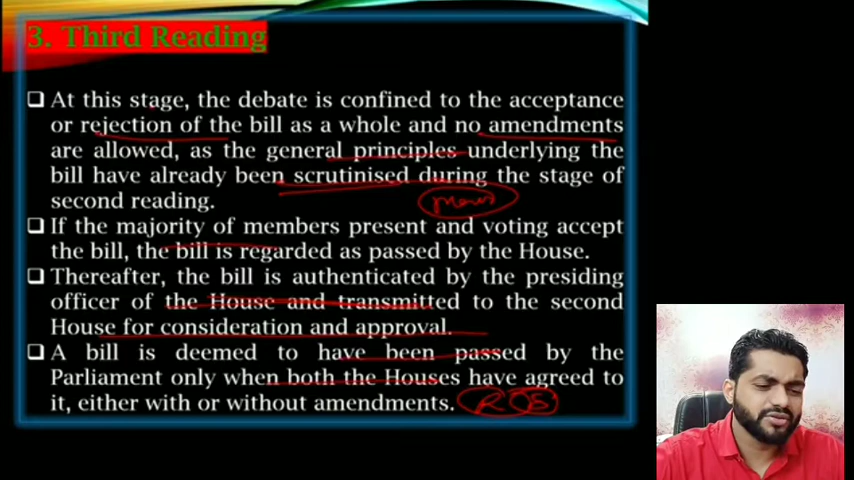 3. Third Reading
❑ At this stage, the debate is confined to the acceptance
or rejection of the bill as a whole and no amendments
are allowed, as the general principles underlying the
bill have already been scrutinised during the stage of
second reading.
❑ If the majority of members present and voting accept
the bill, the bill is regarded as passed by the House.
❑ Thereafter, the bill is authenticated by the presiding
officer of the House and transmitted to the second
House for consideration and approval.
❑ A bill is deemed to have been passed by the
Parliament only when both the Houses have agreed to
it, either with or without amendments.